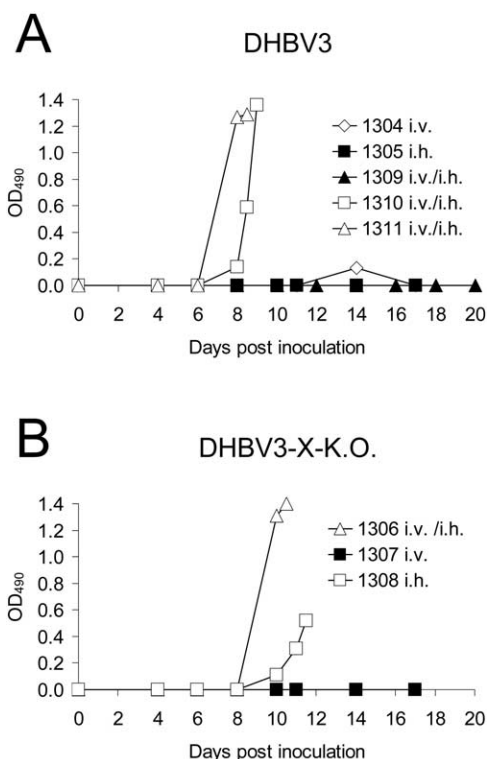 A
DHBV3
1.4
1.2
1.0
0.8
0.6
0.4
0.2
0.0
OD490
1304 i.v.
1305 i.h.
1309 i.v./i.h.
1310 i.v./i.h.
1311 i.v./i.h.
0 2 4 6 8 10 12 14 16 18 20
Days post inoculation
B
DHBV3-X-K.O.
1.4
1.2
1.0
0.8
0.6
0.4
0.2
0.0
OD490
1306 i.v. /i.h.
1307 i.v.
1308 i.h.
0 2 4 6 8 10 12 14 16 18 20
Days post inoculation